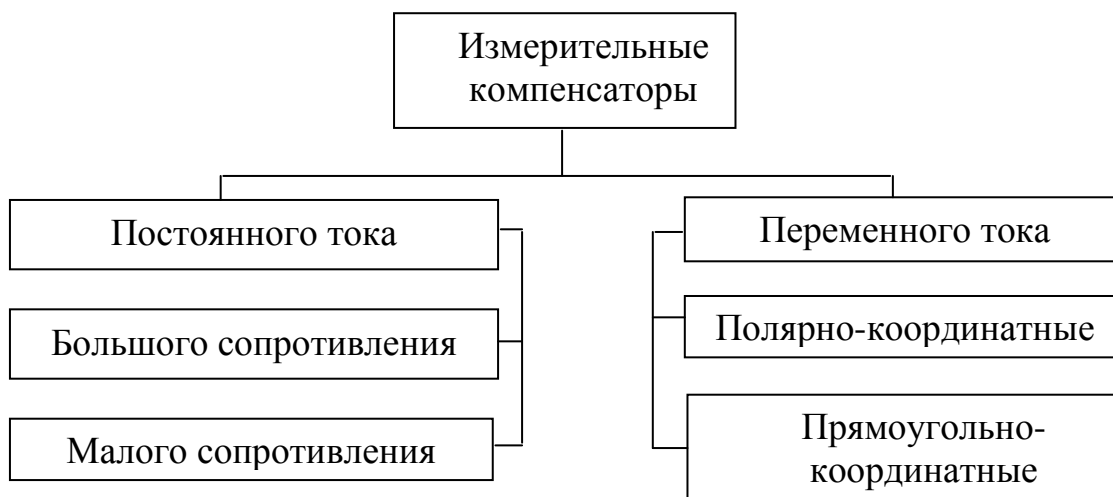 Измерительные
компенсаторы
Постоянного тока
Переменного тока
Большого сопротивления
Полярно-координатные
Малого сопротивления
Прямоугольно-
координатные